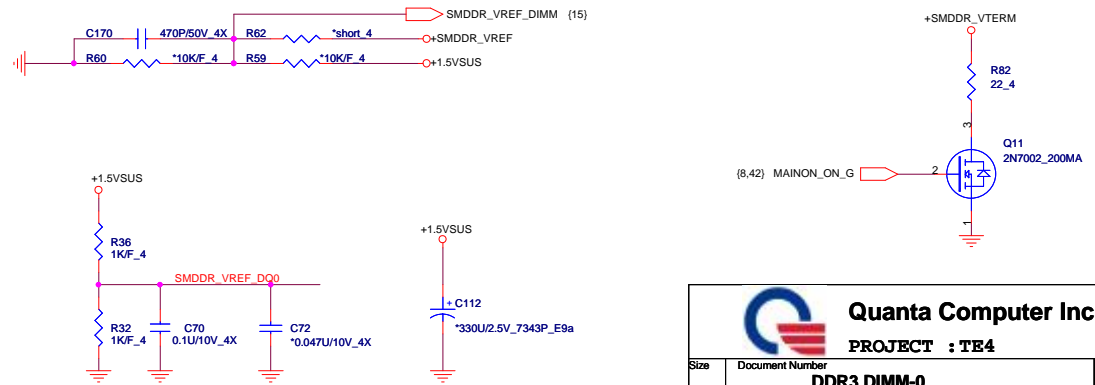 SMDDR_VREF_DIMM {15}
C170 470P/50V_4X R62 *short_4 +SMDDR_VREF
R60 *10K/F_4 R59 *10K/F_4 +1.5VSUS
+SMDDR_VTERM
R82
22_4
3
Q11
2N7002_200MA
{8,42} MAINON_ON_G 2
1
+1.5VSUS
R36
1K/F_4
SMDDR_VREF_DQ0
R32
1K/F_4
C70
0.1U/10V_4X
C72
*0.047U/10V_4X
+1.5VSUS
+ C112
*330U/2.5V_7343P_E9a
Quanta Computer Inc
PROJECT : TE4
Size Document Number
DDR3 DIMM-0